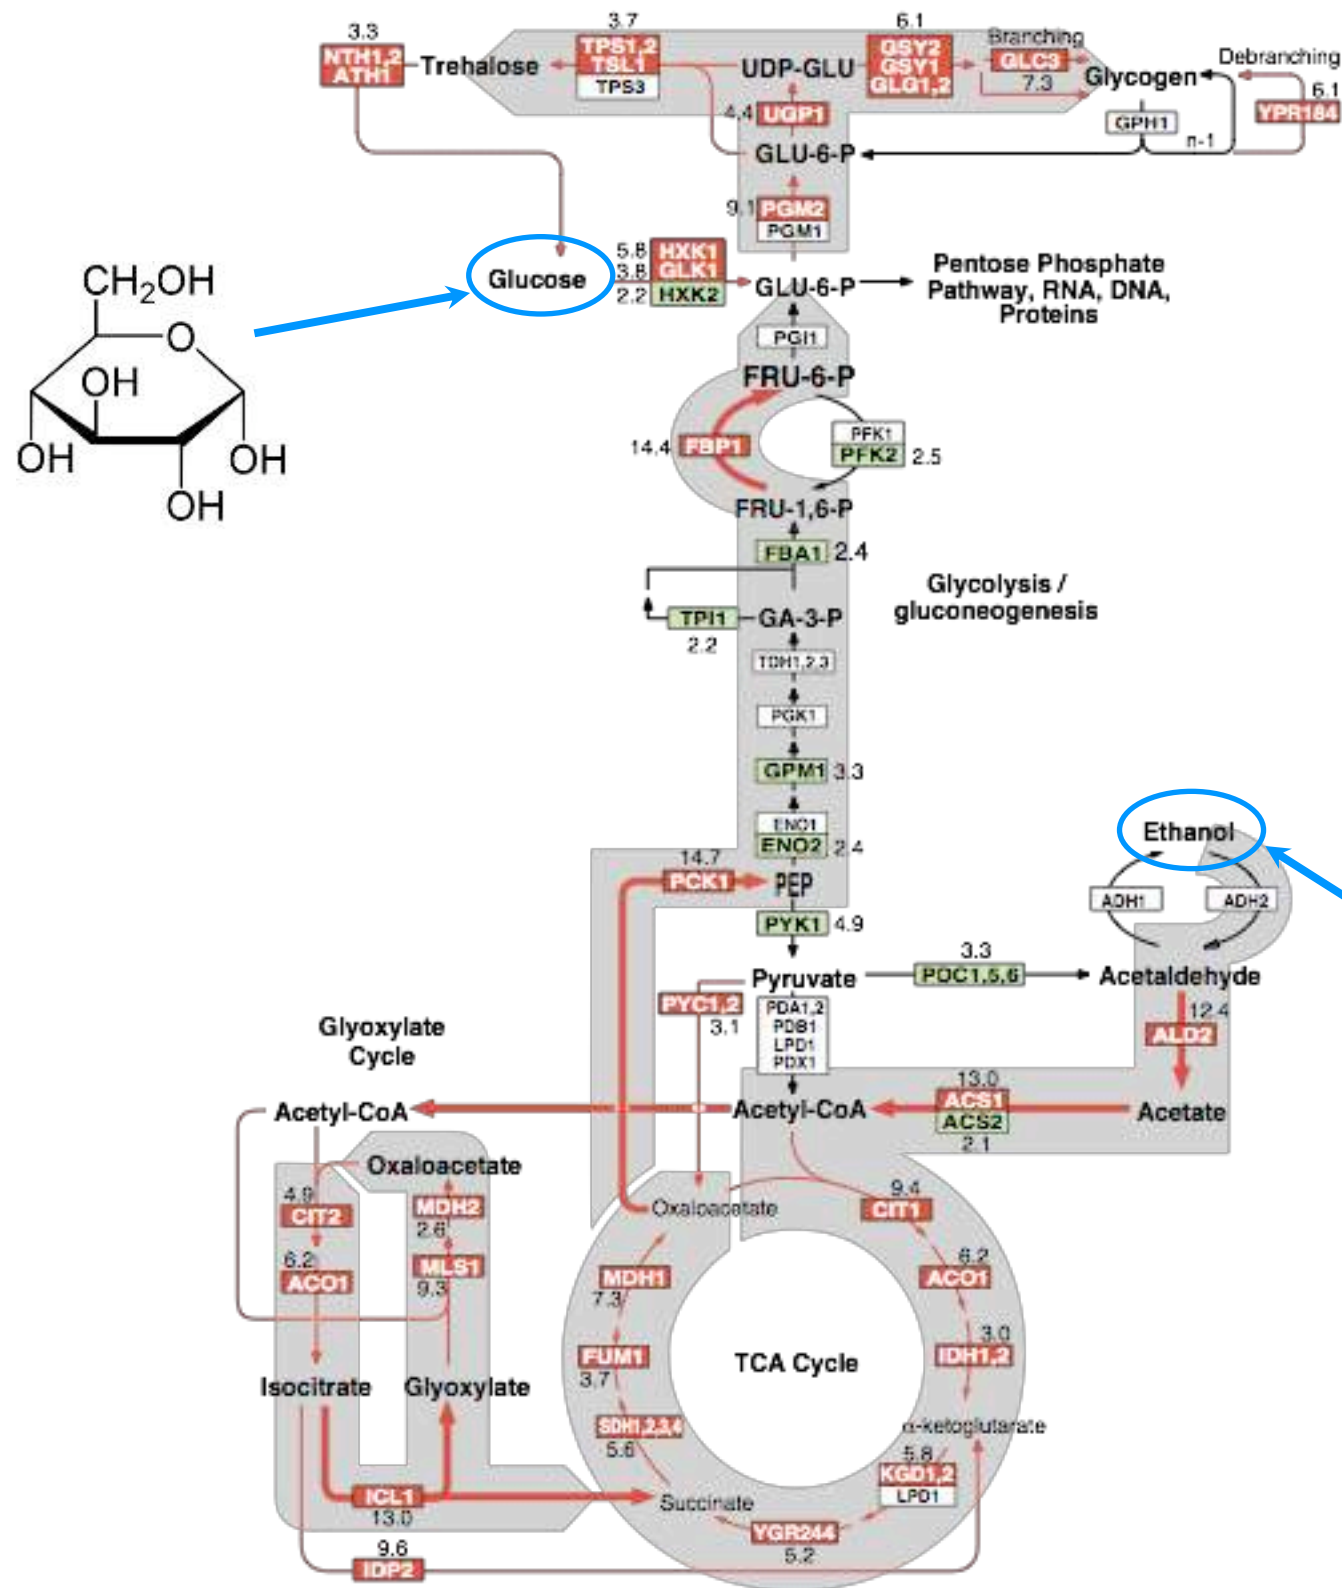 3.3
NTH1,2
ATH1
Trehalose
3.7
TPS1,2
TSL1
TPS3
UDP-GLU
6.1
GSY2
GSY1
GLG1,2
Branching
GLC3
7.3
Glycogen
Debranching
6.1
YPR184
4.4
UGP1
GPH1
n-1
GLU-6-P
9.1
PGM2
PGM1
CH2OH
O
OH
OH
OH
OH
Glucose
5.8
HXK1
3.8
GLK1
2.2
HXK2
GLU-6-P
Pentose Phosphate
Pathway, RNA, DNA,
Proteins
PGI1
FRU-6-P
14.4
FBP1
PFK1
PFK2
2.5
FRU-1,6-P
FBA1
2.4
Glycolysis /
gluconeogenesis
TPI1
2.2
GA-3-P
TDH1,2,3
PGK1
GPM1
3.3
ENO1
ENO2
2.4
14.7
PCK1
PEP
PYK1
4.9
Ethanol
ADH1
ADH2
Pyruvate
3.3
PDC1,5,6
Acetaldehyde
PYC1,2
3.1
PDA1,2
PDB1
LPD1
PDX1
12.4
ALD2
Glyoxylate
Cycle
Acetyl-CoA
Acetyl-CoA
13.0
ACS1
ACS2
2.1
Acetate
Oxaloacetate
4.9
CIT2
MDH2
2.6
6.2
ACO1
MLS1
9.3
Isocitrate
Glyoxylate
ICL1
13.0
9.6
IDP2
Oxaloacetate
9.4
CIT1
6.2
ACO1
MDH1
7.3
3.0
IDH1,2
FUM1
3.7
TCA Cycle
SDH1,2,3,4
5.6
α-ketoglutarate
5.8
KGD1,2
LPD1
Succinate
YGR244
5.2